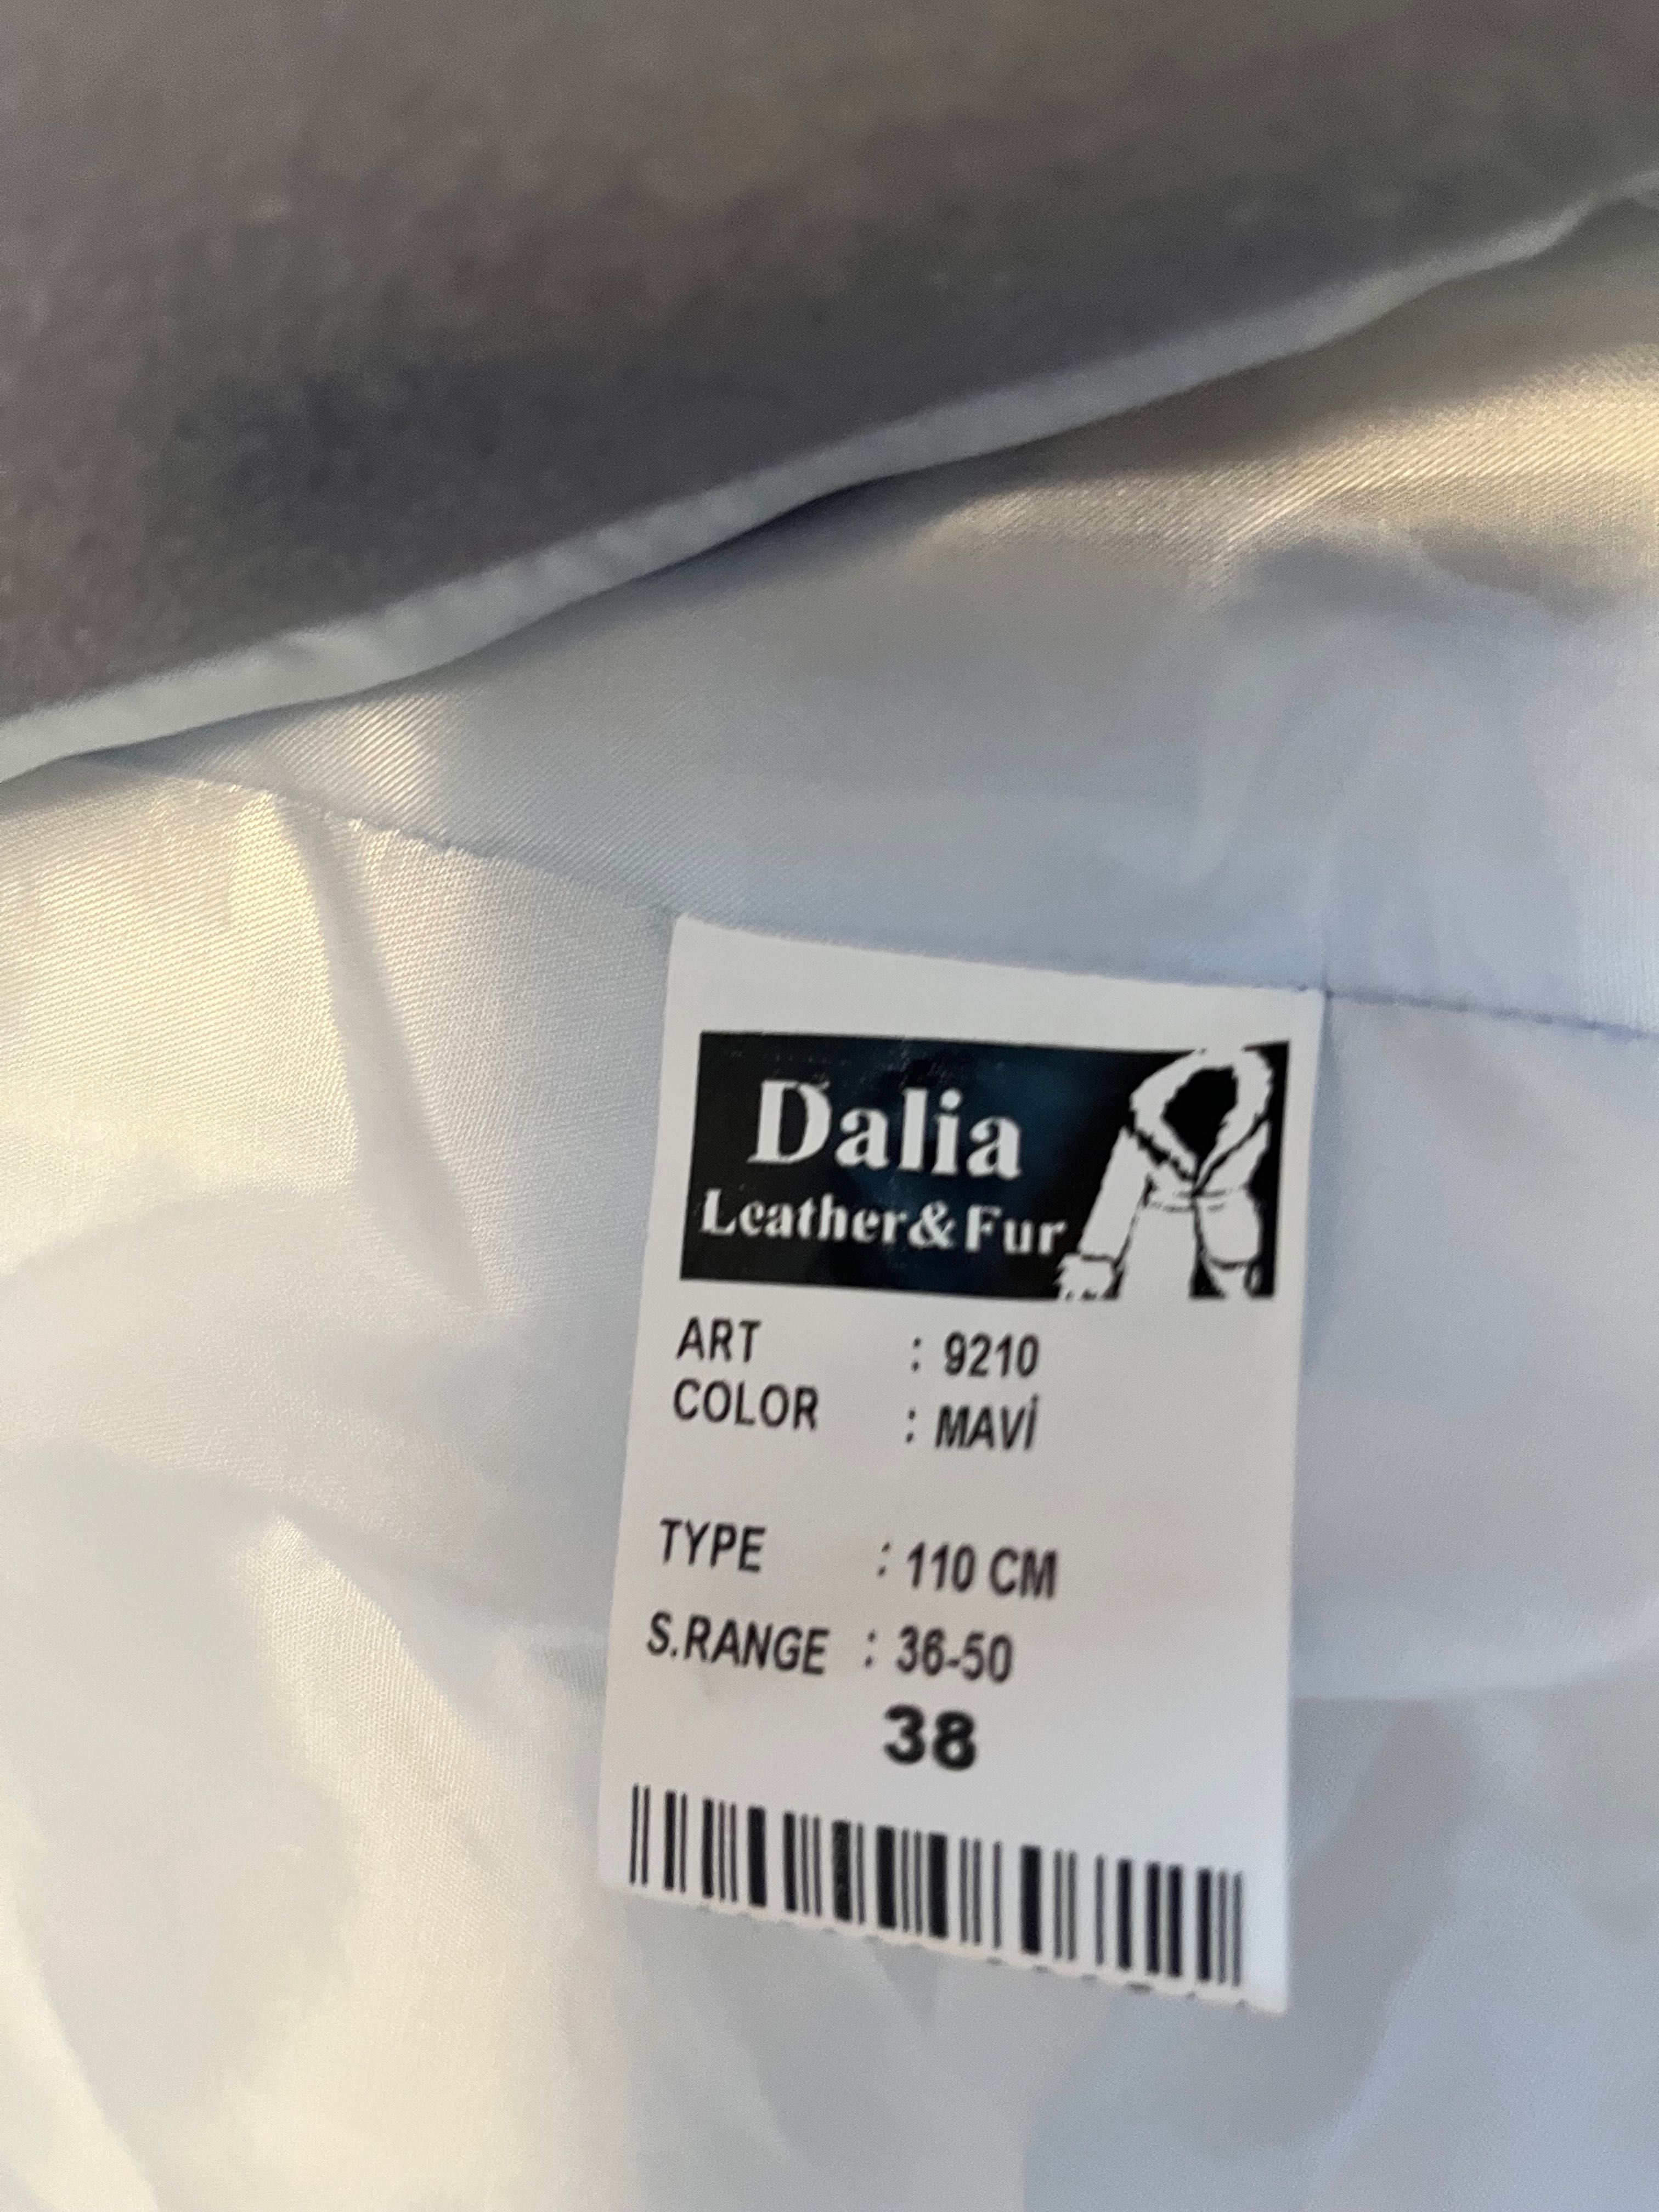 Dalia
Leather&Fur
ART : 9210
COLOR : MAVİ
TYPE : 110 CM
S.RANGE : 36-50
38